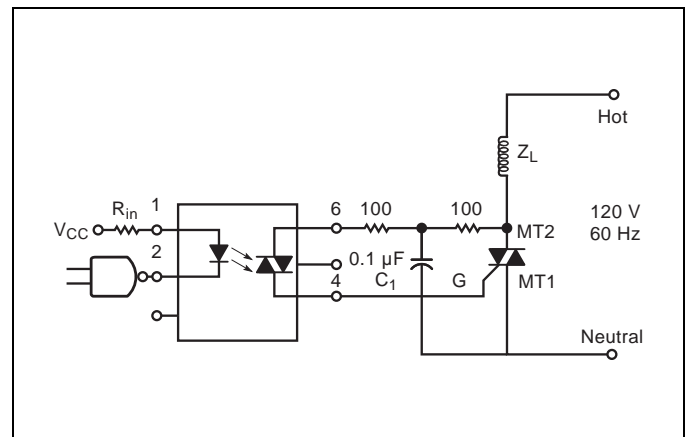 Hot
Z_L
R_in
1
6
100
100
V_CC
MT2
120 V
60 Hz
2
0.1 µF
C_1
4
G
MT1
Neutral